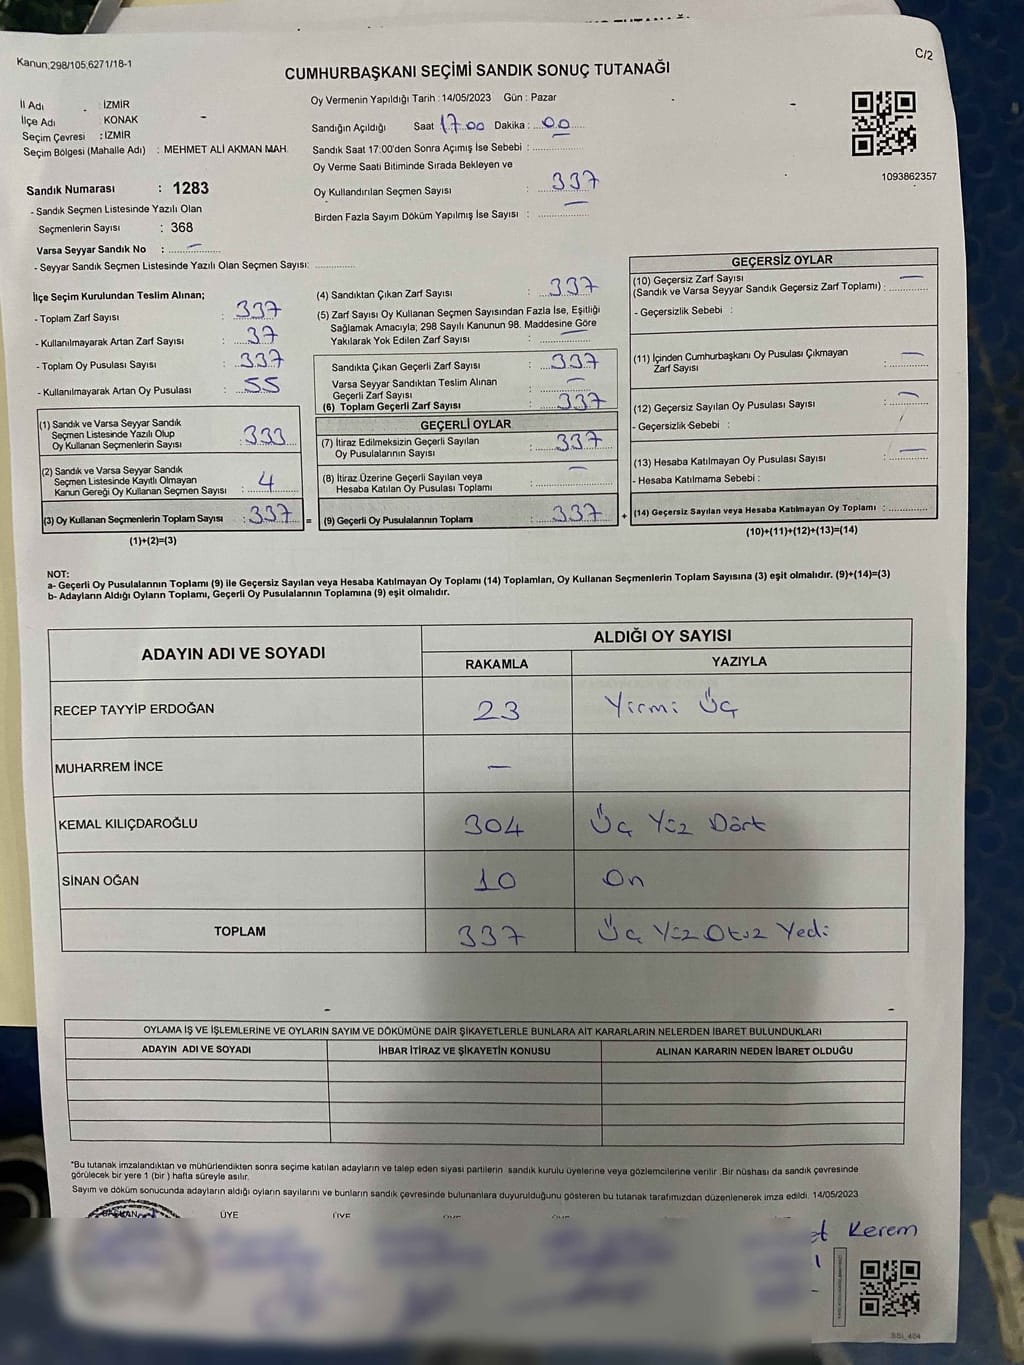 Kanun;298/105,6271/18-1
C/2
CUMHURBAŞKANI SEÇİMİ SANDIK SONUÇ TUTANAĞI
İl Adı : İZMİR
İlçe Adı : KONAK
Seçim Çevresi : İZMİR
Seçim Bölgesi (Mahalle Adı) : MEHMET ALİ AKMAN MAH.
Oy Vermenin Yapıldığı Tarih : 14/05/2023 Gün : Pazar
Sandığın Açıldığı Saat 17.00 Dakika : 00
Sandık Saat 17:00'den Sonra Açımış İse Sebebi :
Oy Verme Saati Bitiminde Sırada Bekleyen ve
Oy Kullandırılan Seçmen Sayısı : 337
Birden Fazla Sayım Döküm Yapılmış İse Sayısı :
1093862357
Sandık Numarası : 1283
- Sandık Seçmen Listesinde Yazılı Olan
Seçmenlerin Sayısı : 368
Varsa Seyyar Sandık No : —
- Seyyar Sandık Seçmen Listesinde Yazılı Olan Seçmen Sayısı:
İlçe Seçim Kurulundan Teslim Alınan;
- Toplam Zarf Sayısı : 337
- Kullanılmayarak Artan Zarf Sayısı : 37
- Toplam Oy Pusulası Sayısı : 337
- Kullanılmayarak Artan Oy Pusulası : 55
(1) Sandık ve Varsa Seyyar Sandık
Seçmen Listesinde Yazılı Olup
Oy Kullanan Seçmenlerin Sayısı : 333
(2) Sandık ve Varsa Seyyar Sandık
Seçmen Listesinde Kayıtlı Olmayan
Kanun Gereği Oy Kullanan Seçmen Sayısı : 4
(3) Oy Kullanan Seçmenlerin Toplam Sayısı : 337 =
(1)+(2)=(3)
(4) Sandıktan Çıkan Zarf Sayısı : 337
(5) Zarf Sayısı Oy Kullanan Seçmen Sayısından Fazla İse, Eşitliği
Sağlamak Amacıyla; 298 Sayılı Kanunun 98. Maddesine Göre
Yakılarak Yok Edilen Zarf Sayısı : —
Sandıkta Çıkan Geçerli Zarf Sayısı : 337
Varsa Seyyar Sandıktan Teslim Alınan
Geçerli Zarf Sayısı : —
(6) Toplam Geçerli Zarf Sayısı : 337
GEÇERLİ OYLAR
(7) İtiraz Edilmeksizin Geçerli Sayılan
Oy Pusulalarının Sayısı : 337
(8) İtiraz Üzerine Geçerli Sayılan veya
Hesaba Katılan Oy Pusulası Toplamı : —
(9) Geçerli Oy Pusulalarının Toplamı : 337 +
GEÇERSİZ OYLAR
(10) Geçersiz Zarf Sayısı
(Sandık ve Varsa Seyyar Sandık Geçersiz Zarf Toplamı) : —
- Geçersizlik Sebebi :
(11) İçinden Cumhurbaşkanı Oy Pusulası Çıkmayan
Zarf Sayısı : —
(12) Geçersiz Sayılan Oy Pusulası Sayısı : —
- Geçersizlik Sebebi :
(13) Hesaba Katılmayan Oy Pusulası Sayısı : —
- Hesaba Katılmama Sebebi :
(14) Geçersiz Sayılan veya Hesaba Katılmayan Oy Toplamı :
(10)+(11)+(12)+(13)=(14)
NOT:
a- Geçerli Oy Pusulalarının Toplamı (9) ile Geçersiz Sayılan veya Hesaba Katılmayan Oy Toplamı (14) Toplamları, Oy Kullanan Seçmenlerin Toplam Sayısına (3) eşit olmalıdır. (9)+(14)=(3)
b- Adayların Aldığı Oyların Toplamı, Geçerli Oy Pusulalarının Toplamına (9) eşit olmalıdır.
ADAYIN ADI VE SOYADI
ALDIĞI OY SAYISI
RAKAMLA YAZIYLA
RECEP TAYYİP ERDOĞAN 23 Yirmi Üç
MUHARREM İNCE —
KEMAL KILIÇDAROĞLU 304 Üç Yüz Dört
SİNAN OĞAN 10 On
TOPLAM 337 Üç Yüz Otuz Yedi
OYLAMA İŞ VE İŞLEMLERİNE VE OYLARIN SAYIM VE DÖKÜMÜNE DAİR ŞİKAYETLERLE BUNLARA AİT KARARLARIN NELERDEN İBARET BULUNDUKLARI
ADAYIN ADI VE SOYADI İHBAR İTİRAZ VE ŞİKAYETİN KONUSU ALINAN KARARIN NEDEN İBARET OLDUĞU
*Bu tutanak imzalandıktan ve mühürlendikten sonra seçime katılan adayların ve talep eden siyasi partilerin sandık kurulu üyelerine veya gözlemcilerine verilir .Bir nüshası da sandık çevresinde
görülecek bir yere 1 (bir ) hafta süreyle asılır.
Sayım ve döküm sonucunda adayların aldığı oyların sayılarını ve bunların sandık çevresinde bulunanlara duyurulduğunu gösteren bu tutanak tarafımızdan düzenlenerek imza edildi. 14/05/2023
BAŞKAN ÜYE ÜYE
Kerem